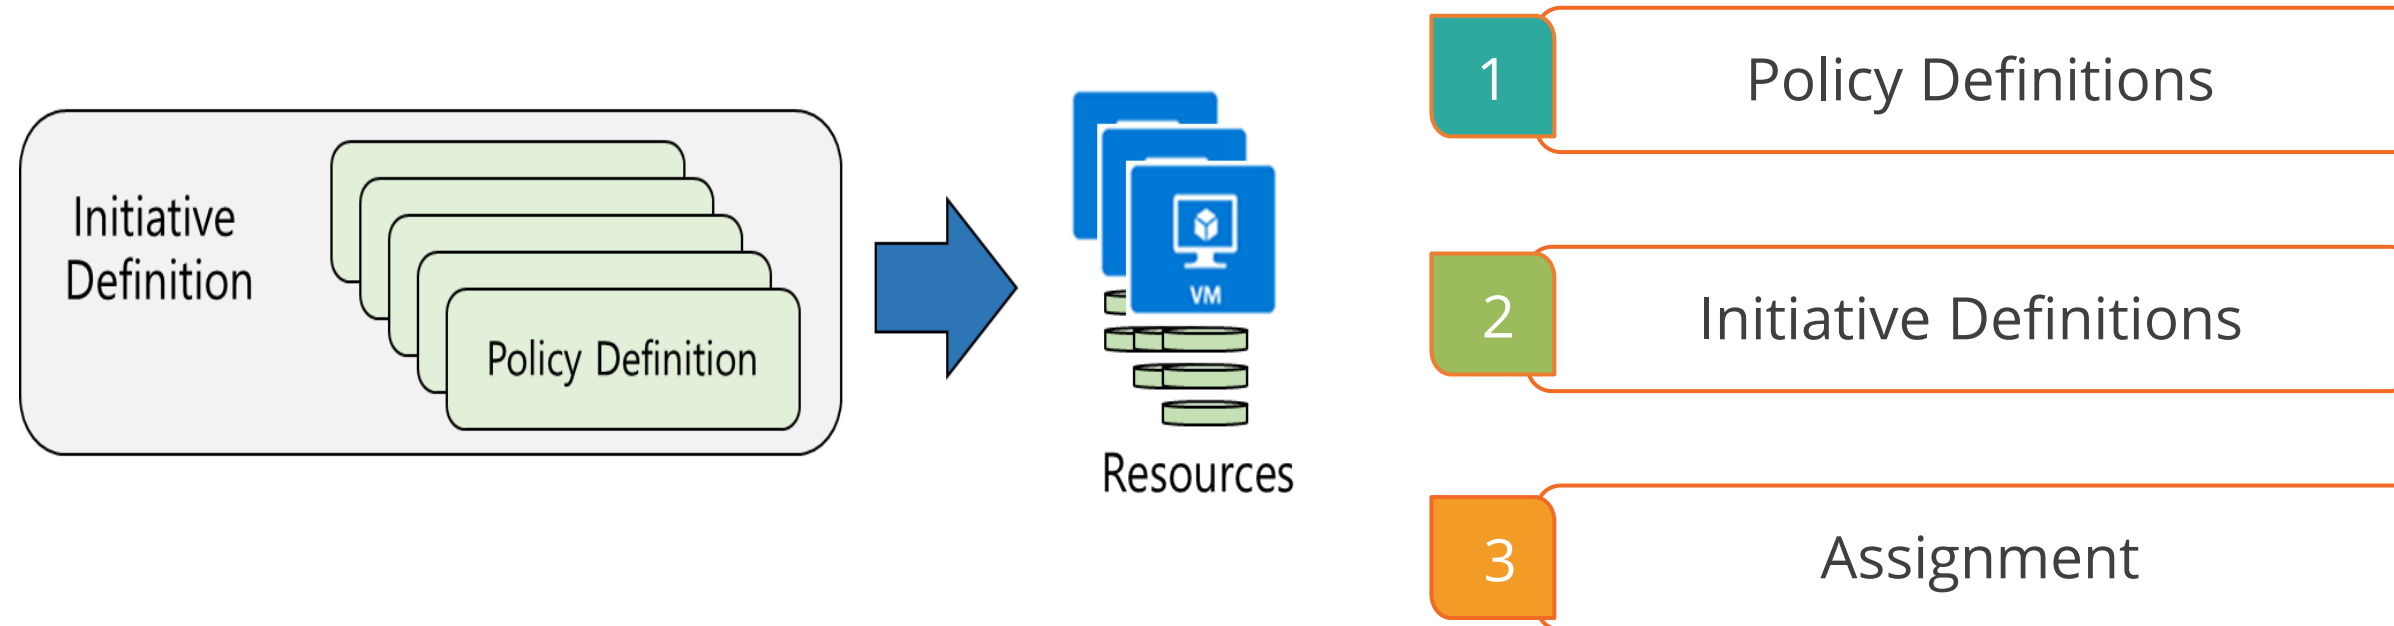 Initiative
Definition
Policy Definition
VM
Resources
1
Policy Definitions
2
Initiative Definitions
3
Assignment